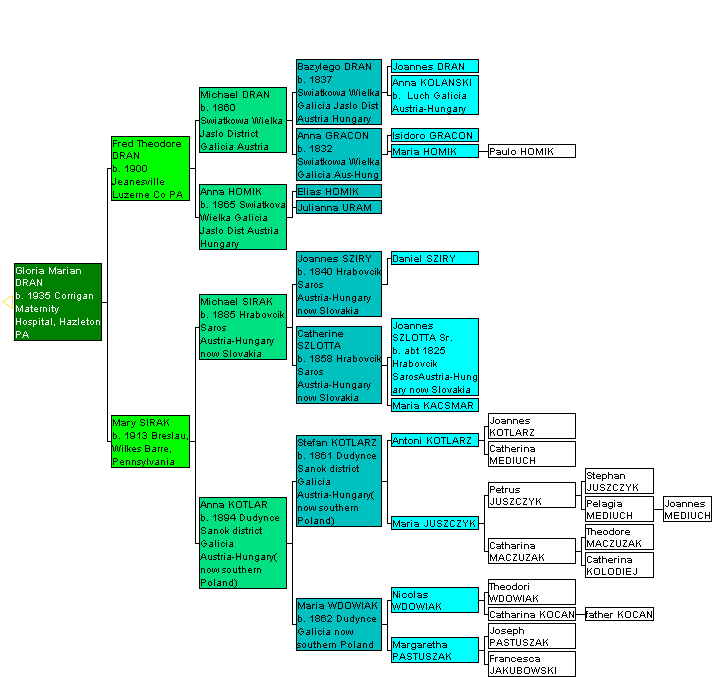 Gloria Marian
DRAN
b. 1935 Corrigan
Maternity
Hospital, Hazleton
PA
Fred Theodore
DRAN
b. 1900
Jeanesville
Luzerne Co PA
Mary SIRAK
b. 1913 Breslau,
Wilkes Barre,
Pennsylvania
Michael DRAN
b. 1860
Swiatkowa Wielka
Jaslo District
Galicia Austria
Anna HOMIK
b. 1865 Swiatkova
Wielka Galicia
Jaslo Dist Austria
Hungary
Michael SIRAK
b. 1885 Hrabovcik
Saros
Austria-Hungary
now Slovakia
Anna KOTLAR
b. 1894 Dudynce
Sanok district
Galicia
Austria-Hungary(
now southern
Poland)
Bazylego DRAN
b. 1837
Swiatkowa Wielka
Galicia Jaslo Dist
Austria Hungary
Anna GRACON
b. 1832
Swiatkowa Wielka
Galicia Aus-Hung
Elias HOMIK
Julianna URAM
Joannes SZIRY
b. 1840 Hrabovcik
Saros
Austria-Hungary
now Slovakia
Catherine
SZLOTTA
b. 1858 Hrabovcik
Saros
Austria-Hungary
now Slovakia
Stefan KOTLARZ
b. 1861 Dudynce
Sanok district
Galicia
Austria-Hungary(
now southern
Poland)
Maria WDOWIAK
b. 1862 Dudynce
Galicia now
southern Poland
Joannes DRAN
Anna KOLANSKI
b. Luch Galicia
Austria-Hungary
Isidoro GRACON
Maria HOMIK
Daniel SZIRY
Joannes
SZLOTTA Sr.
b. abt 1825
Hrabovcik
SarosAustria-Hung
ary now Slovakia
Maria KACSMAR
Antoni KOTLARZ
Maria JUSZCZYK
Nicolas
WDOWIAK
Margaretha
PASTUSZAK
Paulo HOMIK
Joannes
KOTLARZ
Catherina
MEDIUCH
Petrus
JUSZCZYK
Catharina
MACZUZAK
Theodori
WDOWIAK
Catharina KOCAN
Joseph
PASTUSZAK
Francesca
JAKUBOWSKI
Stephan
JUSZCZYK
Pelagia
MEDIUCH
Theodore
MACZUZAK
Catherina
KOLODIEJ
father KOCAN
Joannes
MEDIUCH